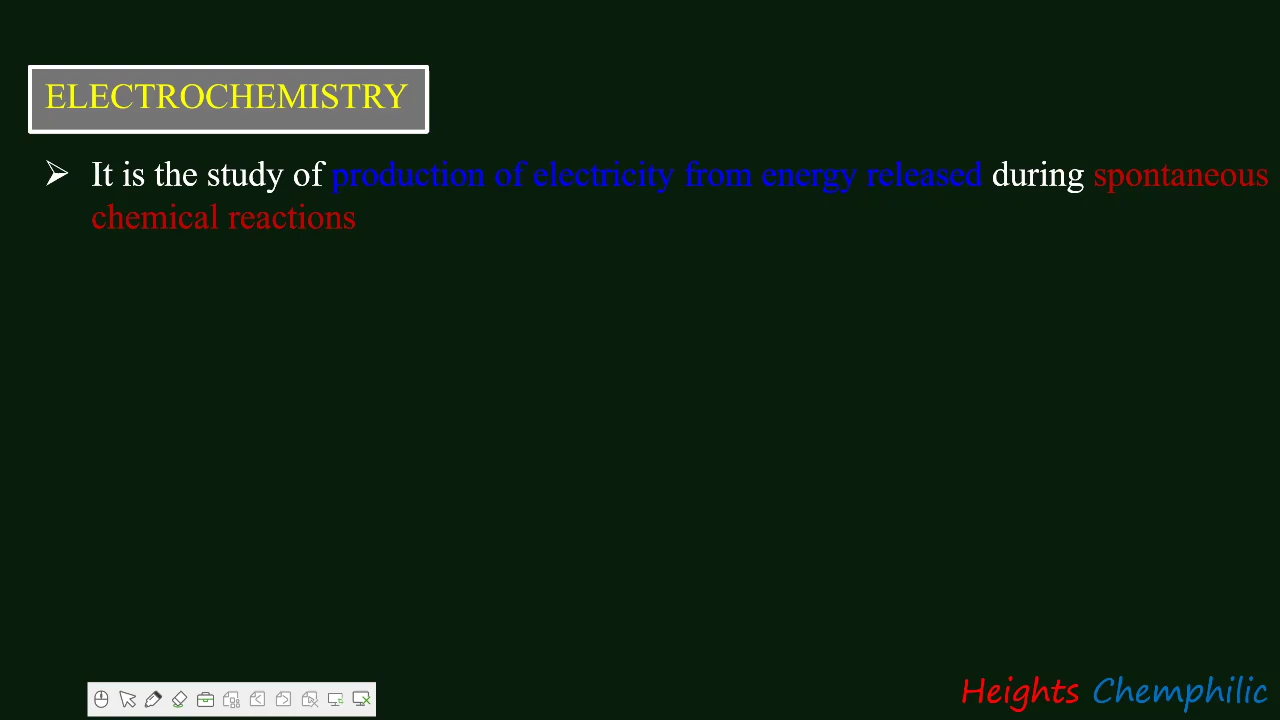 ELECTROCHEMISTRY
➢ It is the study of production of electricity from energy released during spontaneous
chemical reactions
Heights Chemphilic